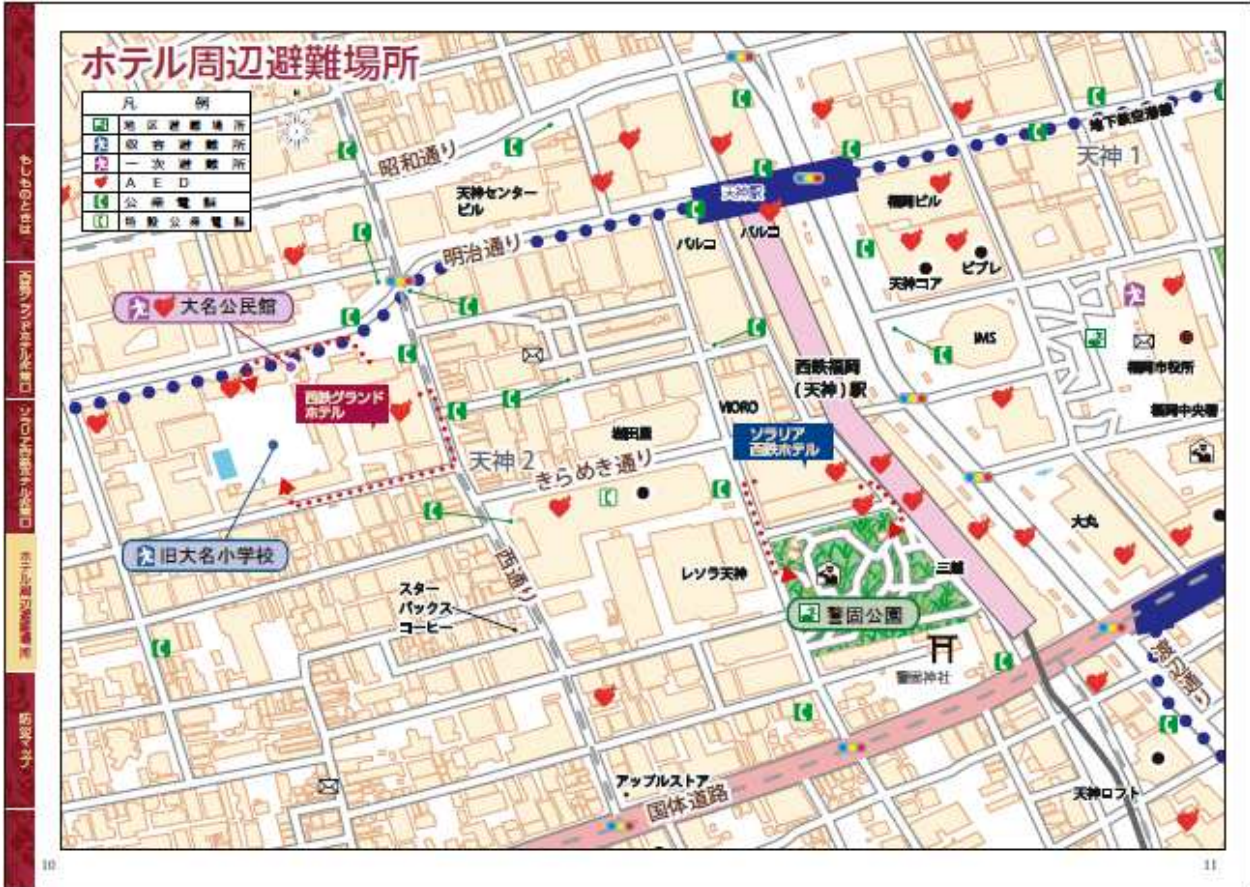 ホテル周辺避難場所
凡 例
地区避難場所
収容避難所
一次避難所
AED
公衆電話
特設公衆電話
もしものときは
ホテル周辺避難場所
防災マップ
昭和通り
天神センター
ビル
明治通り
天神駅
パルコ
パルコ
地下鉄空港線
天神 1
福岡ビル
天神コア
ビブレ
IMS
福岡市役所
福岡中央署
大名公民館
西鉄グランド
ホテル
西鉄福岡
(天神)駅
VIORO
岩田屋
ソラリア
西鉄ホテル
天神 2
きらめき通り
旧大名小学校
西通り
スター
バックス
コーヒー
レソラ天神
大丸
三越
警固公園
警固神社
渡辺通り
アップルストア
国体道路
天神ロフト
10
11